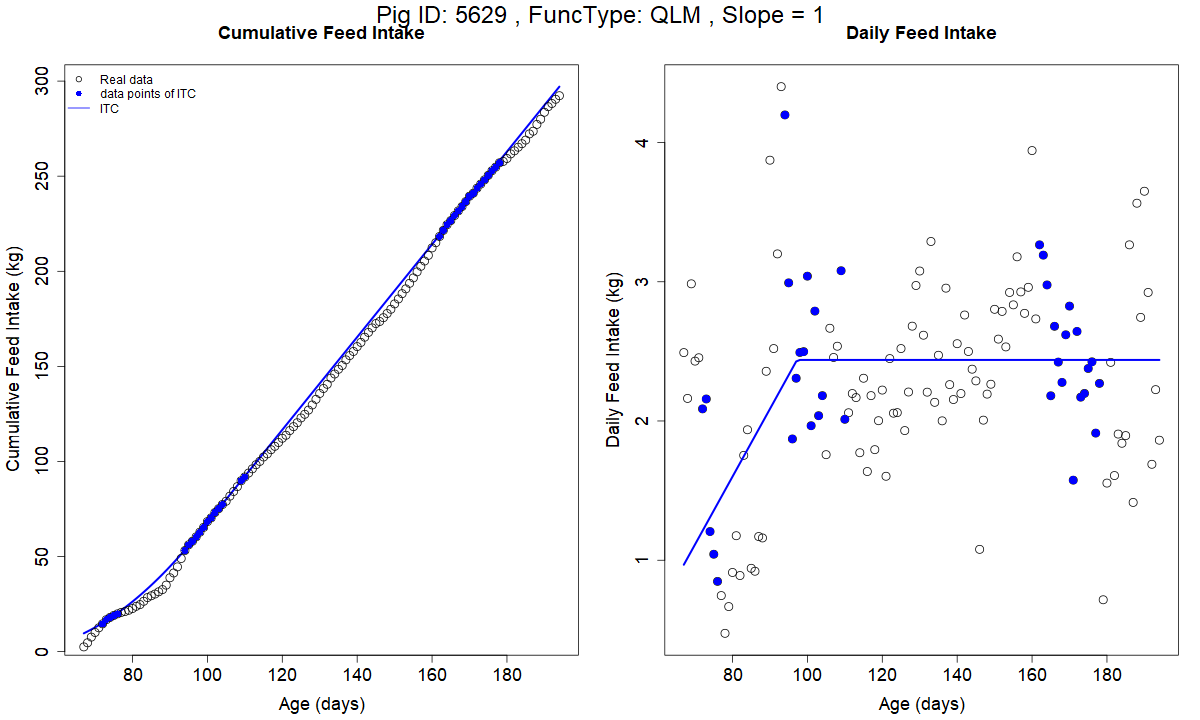 Pig ID: 5629 , FuncType: QLM , Slope = 1
Cumulative Feed Intake
Daily Feed Intake
Real data
data points of ITC
ITC
Cumulative Feed Intake (kg)
0
50
100
150
200
250
300
80
100
120
140
160
180
Age (days)
Daily Feed Intake (kg)
1
2
3
4
80
100
120
140
160
180
Age (days)